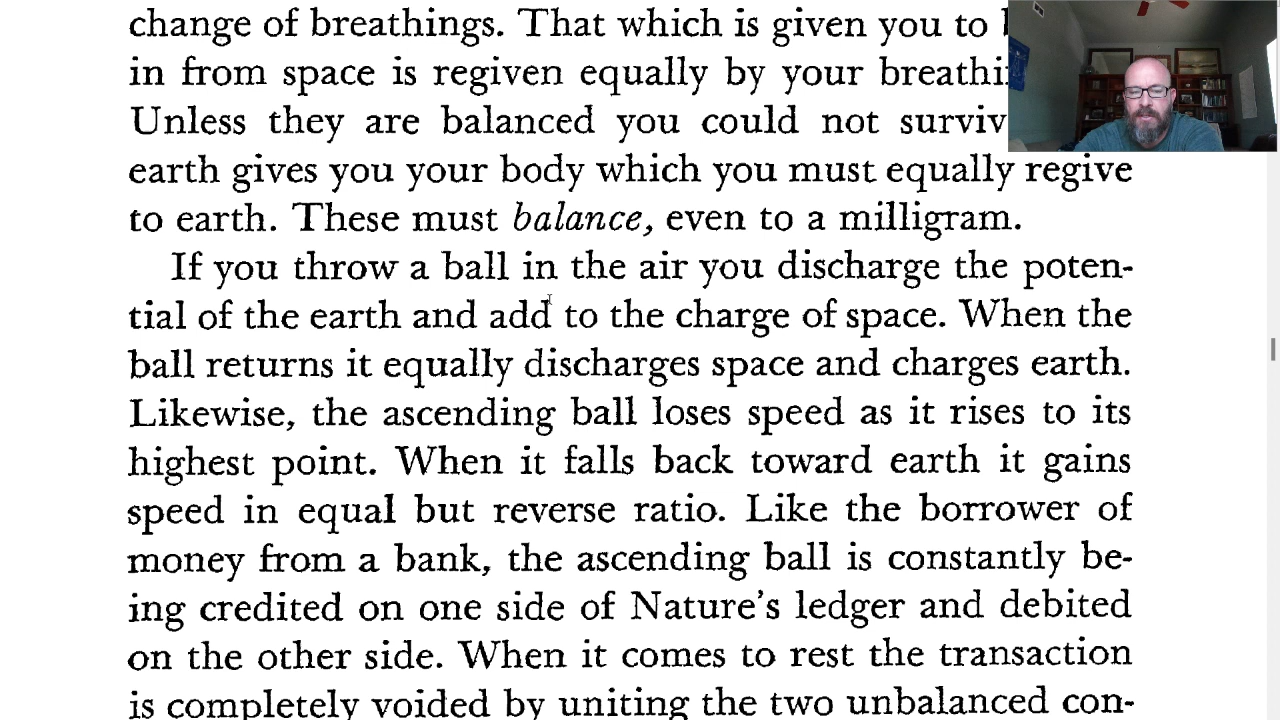 change of breathings. That which is given you to
in from space is regiven equally by your
Unless they are balanced you could not
earth gives you your body which you must equally regive
to earth. These must balance, even to a milligram.
If you throw a ball in the air you discharge the poten-
tial of the earth and add to the charge of space. When the
ball returns it equally discharges space and charges earth.
Likewise, the ascending ball loses speed as it rises to its
highest point. When it falls back toward earth it gains
speed in equal but reverse ratio. Like the borrower of
money from a bank, the ascending ball is constantly be-
ing credited on one side of Nature's ledger and debited
on the other side. When it comes to rest the transaction
is completely voided by uniting the two unbalanced con-